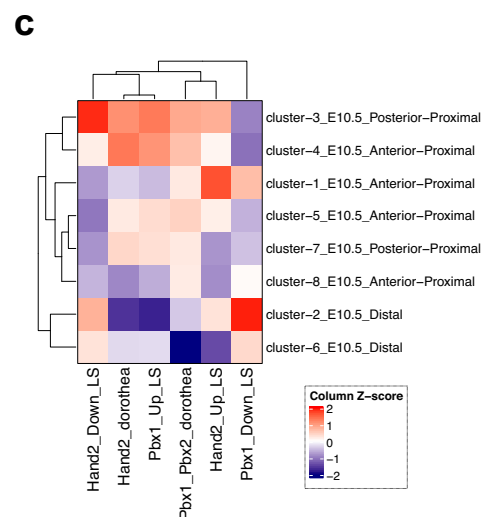 C
cluster-3_E10.5_Posterior-Proximal
cluster-4_E10.5_Anterior-Proximal
cluster-1_E10.5_Anterior-Proximal
cluster-5_E10.5_Anterior-Proximal
cluster-7_E10.5_Posterior-Proximal
cluster-8_E10.5_Anterior-Proximal
cluster-2_E10.5_Distal
cluster-6_E10.5_Distal
Hand2_Down_LS
Hand2_dorothea
Pbx1_Up_LS
Pbx1_Pbx2_dorothea
Hand2_Up_LS
Pbx1_Down_LS
Column Z-score
2
1
0
−1
−2